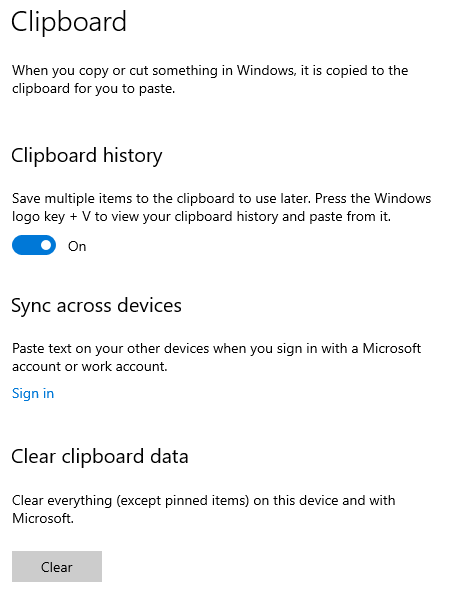 Clipboard
When you copy or cut something in Windows, it is copied to the
clipboard for you to paste.
Clipboard history
Save multiple items to the clipboard to use later. Press the Windows
logo key + V to view your clipboard history and paste from it.
On
Sync across devices
Paste text on your other devices when you sign in with a Microsoft
account or work account.
Sign in
Clear clipboard data
Clear everything (except pinned items) on this device and with
Microsoft.
Clear